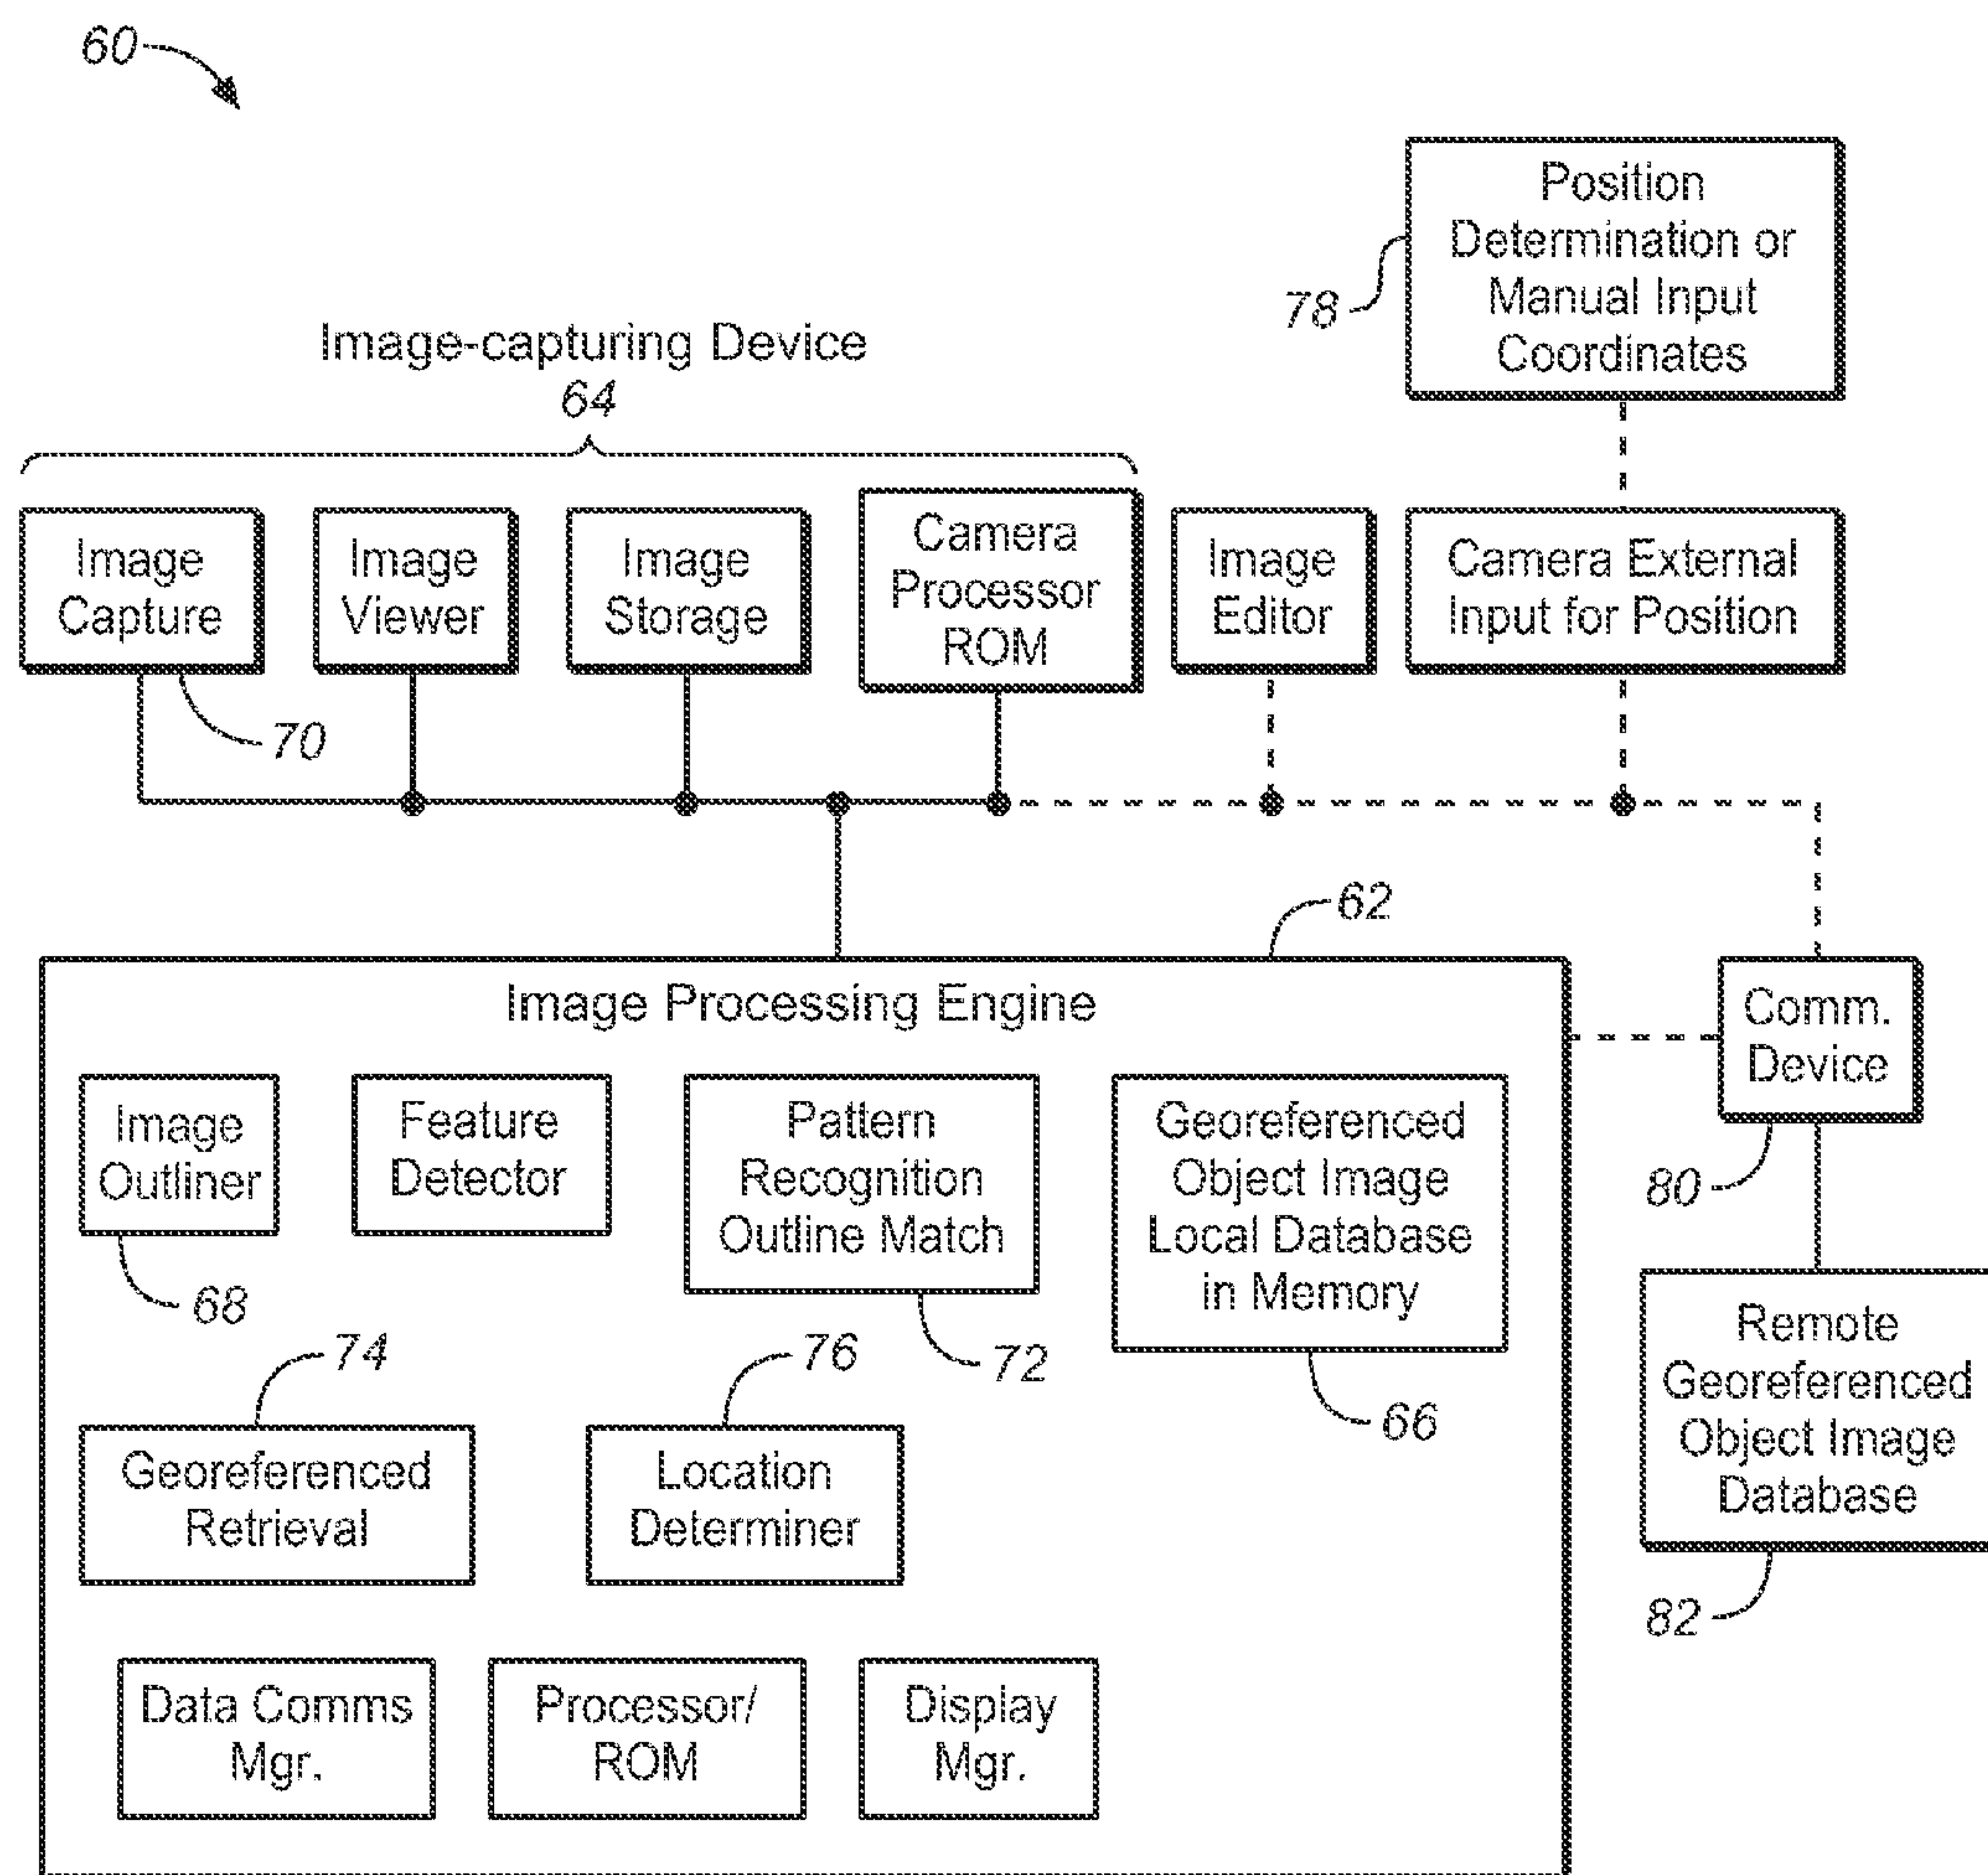 60
Position
Determination or
Manual Input
Coordinates
78
Image-capturing Device
64
Image
Capture
Image
Viewer
Image
Storage
Camera
Processor
ROM
Image
Editor
Camera External
Input for Position
70
62
Image Processing Engine
Comm.
Device
80
Image
Outliner
Feature
Detector
Pattern
Recognition
Outline Match
Georeferenced
Object Image
Local Database
in Memory
68
74
76
72
66
Remote
Georeferenced
Object Image
Database
82
Georeferenced
Retrieval
Location
Determiner
Data Comms
Mgr.
Processor/
ROM
Display
Mgr.